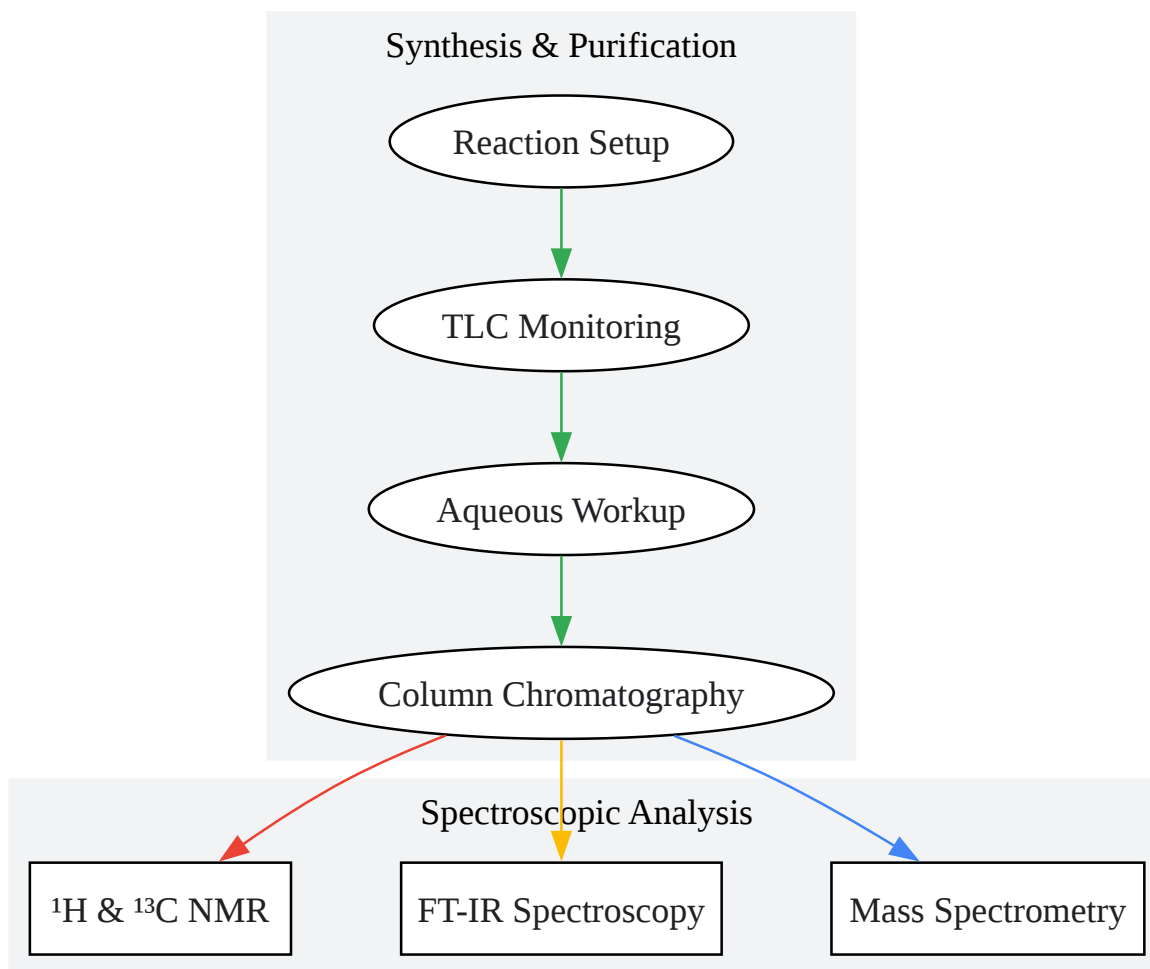 Synthesis & Purification
Reaction Setup
TLC Monitoring
Aqueous Workup
Column Chromatography
Spectroscopic Analysis
¹H & ¹³C NMR
FT-IR Spectroscopy
Mass Spectrometry